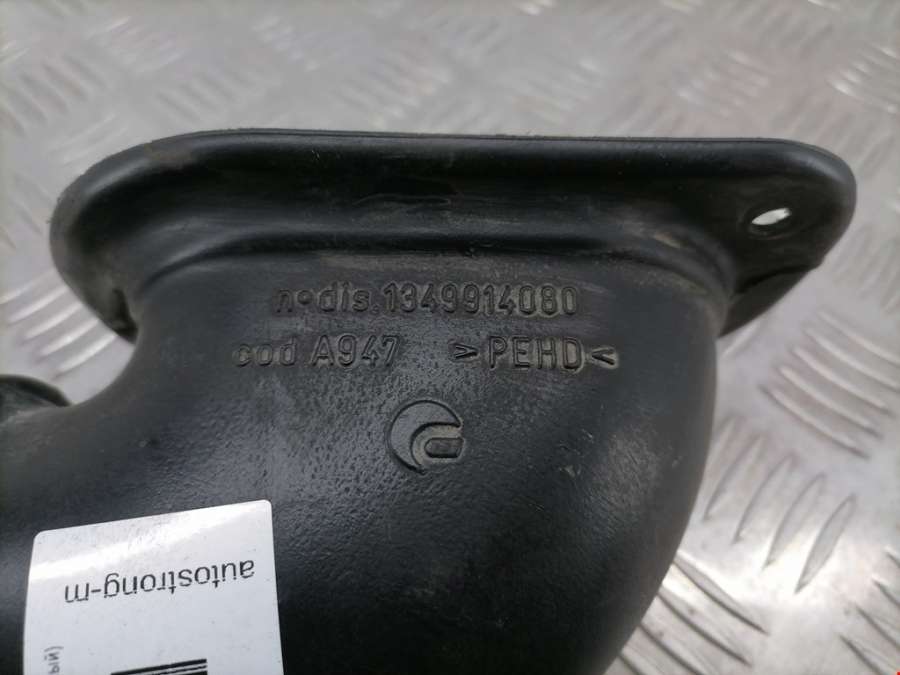 n°dis.1349914080
cod A947 >PEHD<
autostrong-m